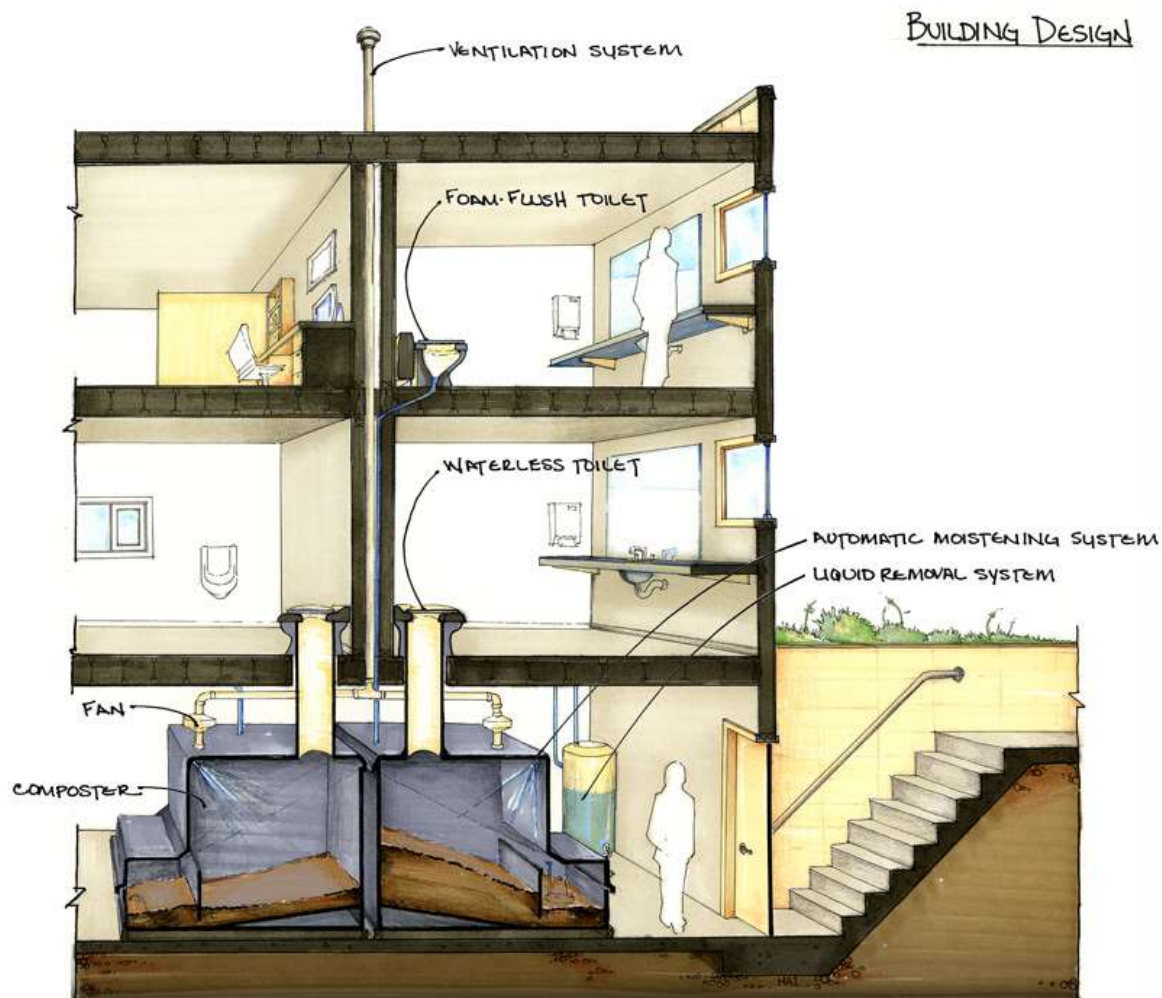 BUILDING DESIGN
VENTILATION SYSTEM
FOAM-FLUSH TOILET
WATERLESS TOILET
AUTOMATIC MOISTENING SYSTEM
LIQUID REMOVAL SYSTEM
FAN
COMPOSTER